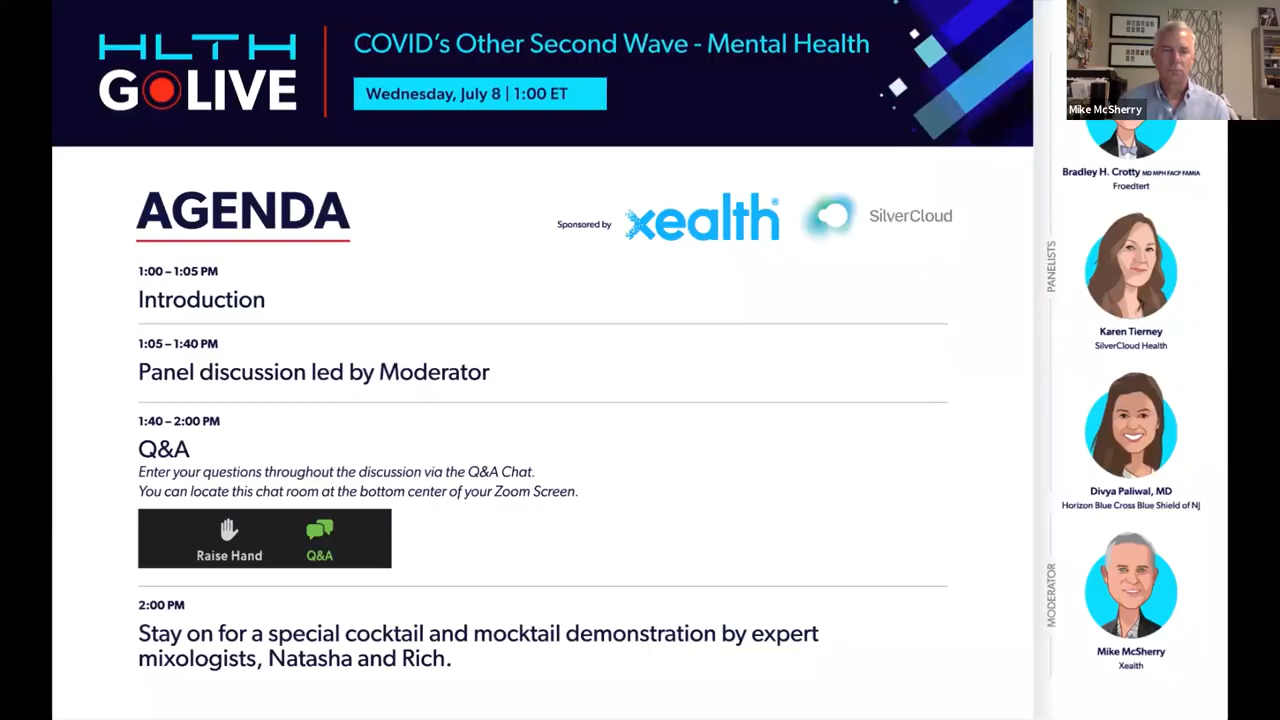 HLTH
GO LIVE
COVID's Other Second Wave - Mental Health
Wednesday, July 8 | 1:00 ET
AGENDA
Sponsored by
xealth®
SilverCloud
1:00 – 1:05 PM
Introduction
1:05 – 1:40 PM
Panel discussion led by Moderator
1:40 – 2:00 PM
Q&A
Enter your questions throughout the discussion via the Q&A Chat.
You can locate this chat room at the bottom center of your Zoom Screen.
Raise Hand
Q&A
2:00 PM
Stay on for a special cocktail and mocktail demonstration by expert
mixologists, Natasha and Rich.
Mike McSherry
PANELISTS
Bradley H. Crotty MD MPH FACP FAMIA
Froedtert
Karen Tierney
SilverCloud Health
Divya Paliwal, MD
Horizon Blue Cross Blue Shield of NJ
MODERATOR
Mike McSherry
Xealth